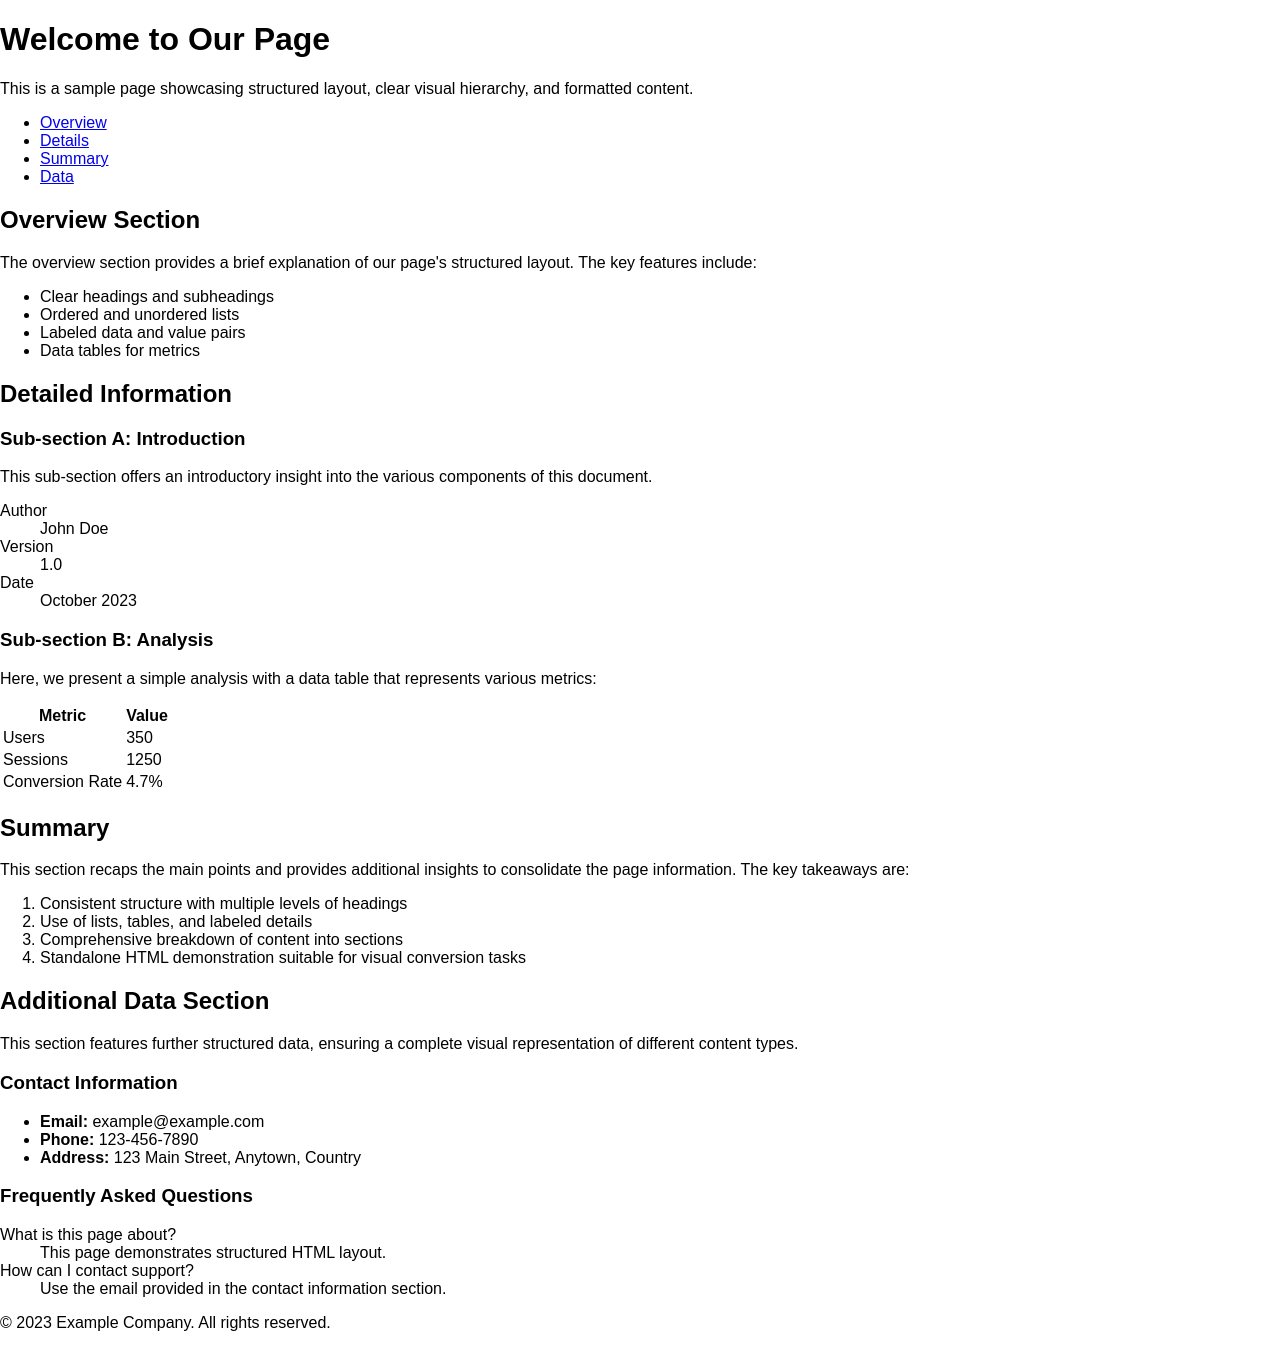 Welcome to Our Page
This is a sample page showcasing structured layout, clear visual hierarchy, and formatted content.
Overview
Details
Summary
Data
Overview Section
The overview section provides a brief explanation of our page's structured layout. The key features include:
Clear headings and subheadings
Ordered and unordered lists
Labeled data and value pairs
Data tables for metrics
Detailed Information
Sub-section A: Introduction
This sub-section offers an introductory insight into the various components of this document.
Author
John Doe
Version
1.0
Date
October 2023
Sub-section B: Analysis
Here, we present a simple analysis with a data table that represents various metrics:
Metric Value
Users 350
Sessions 1250
Conversion Rate 4.7%
Summary
This section recaps the main points and provides additional insights to consolidate the page information. The key takeaways are:
1. Consistent structure with multiple levels of headings
2. Use of lists, tables, and labeled details
3. Comprehensive breakdown of content into sections
4. Standalone HTML demonstration suitable for visual conversion tasks
Additional Data Section
This section features further structured data, ensuring a complete visual representation of different content types.
Contact Information
Email: example@example.com
Phone: 123-456-7890
Address: 123 Main Street, Anytown, Country
Frequently Asked Questions
What is this page about?
This page demonstrates structured HTML layout.
How can I contact support?
Use the email provided in the contact information section.
© 2023 Example Company. All rights reserved.